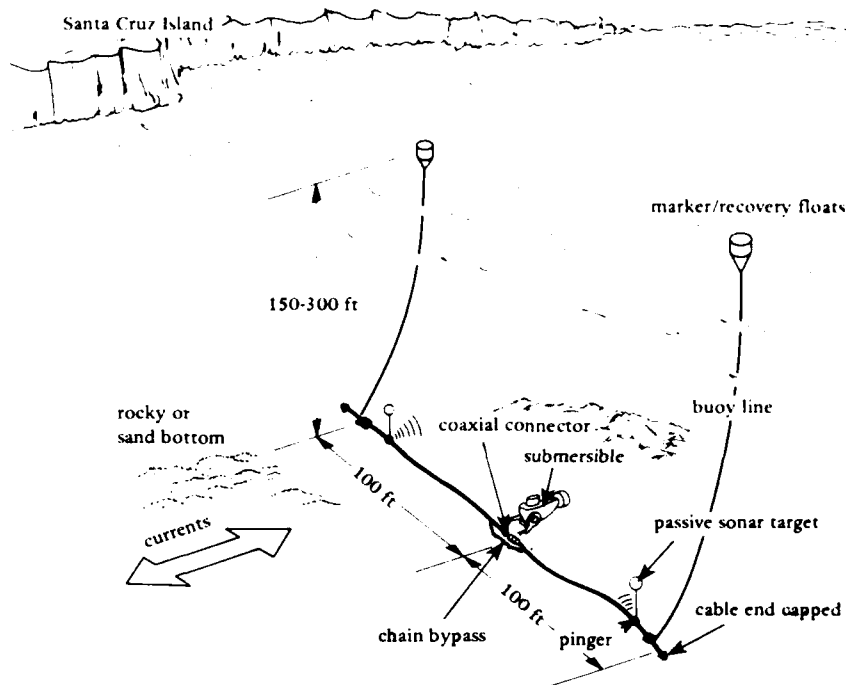 Santa Cruz Island
marker/recovery floats
150-300 ft
rocky or
sand bottom
buoy line
coaxial connector
submersible
100 ft
currents
passive sonar target
100 ft
chain bypass
pinger
cable end capped